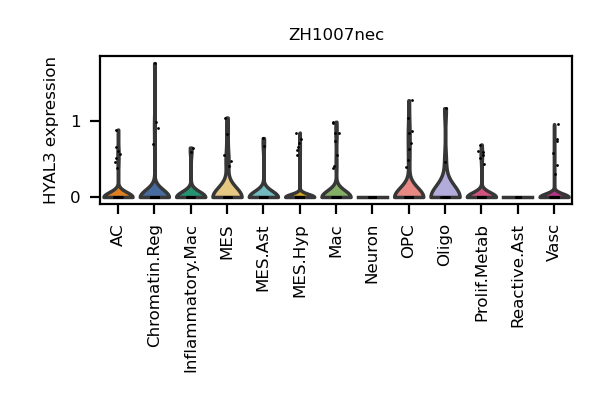 ZH1007nec
HYAL3 expression
1
0
AC
Chromatin.Reg
Inflammatory.Mac
MES
MES.Ast
MES.Hyp
Mac
Neuron
OPC
Oligo
Prolif.Metab
Reactive.Ast
Vasc